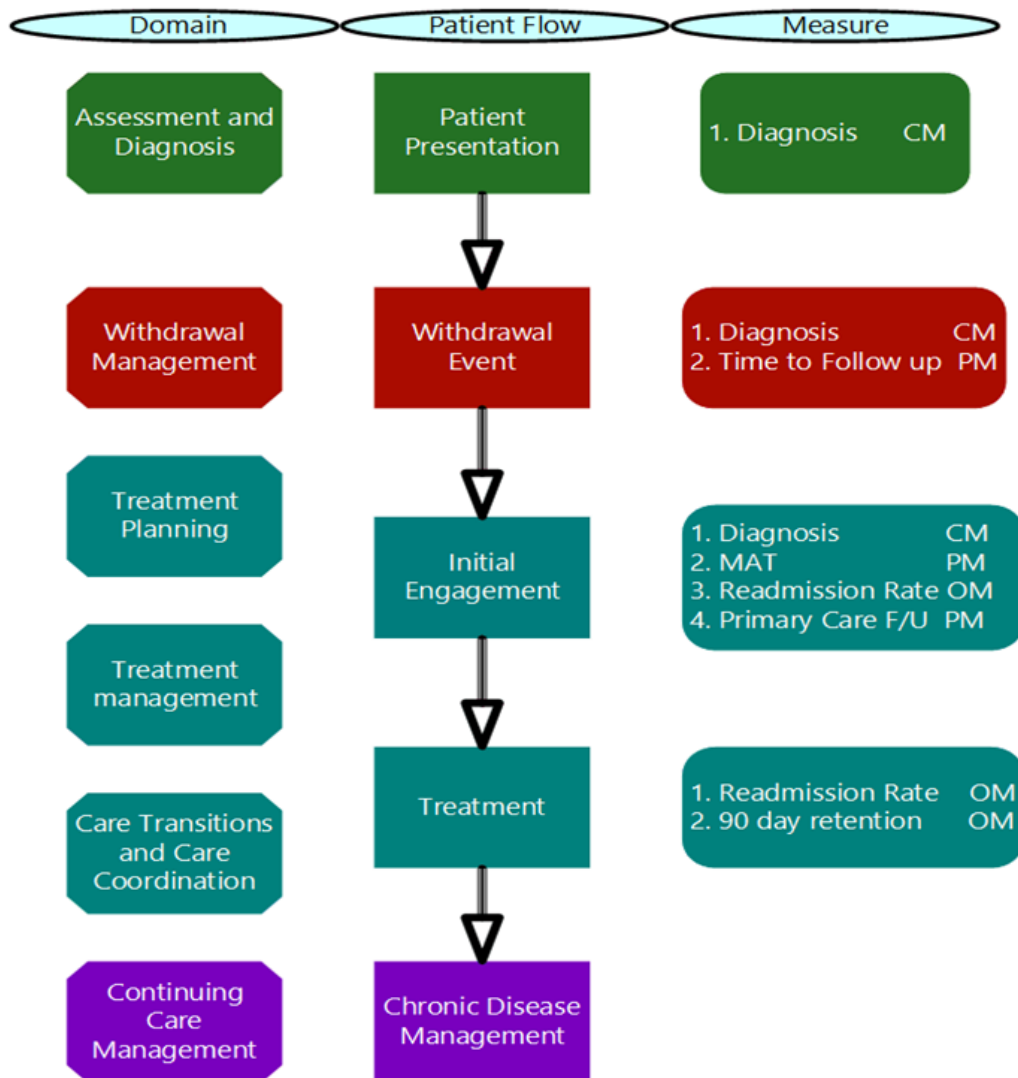 Domain
Patient Flow
Measure
Assessment and
Diagnosis
Patient
Presentation
1. Diagnosis CM
Withdrawal
Management
Withdrawal
Event
1. Diagnosis CM
2. Time to Follow up PM
Treatment
Planning
Initial
Engagement
1. Diagnosis CM
2. MAT PM
3. Readmission Rate OM
4. Primary Care F/U PM
Treatment
management
Treatment
1. Readmission Rate OM
2. 90 day retention OM
Care Transitions
and Care
Coordination
Continuing
Care
Management
Chronic Disease
Management